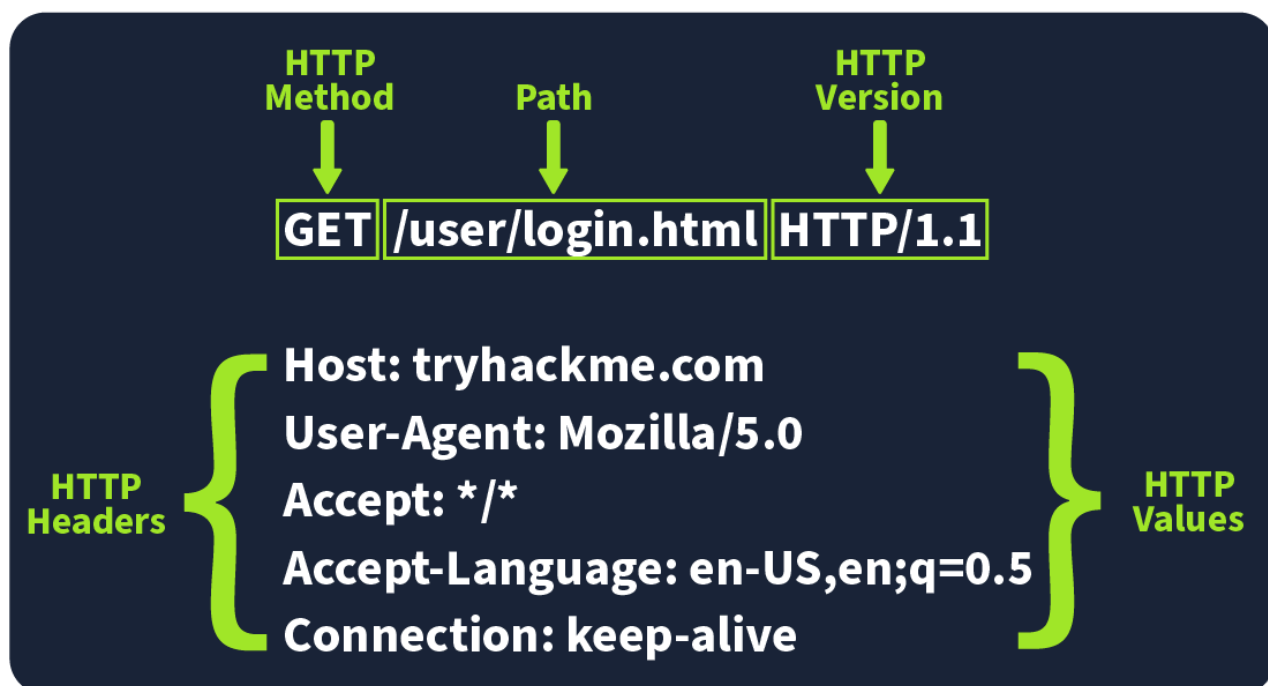 HTTP
Method
Path
HTTP
Version
GET /user/login.html HTTP/1.1
HTTP
Headers
Host: tryhackme.com
User-Agent: Mozilla/5.0
Accept: */*
Accept-Language: en-US,en;q=0.5
Connection: keep-alive
HTTP
Values